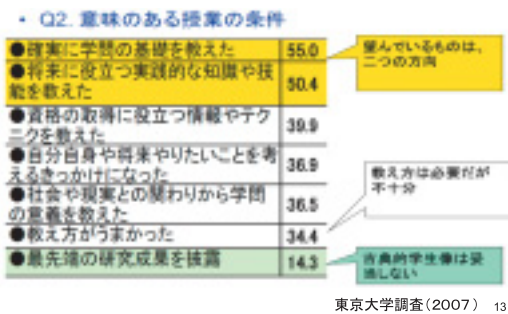 ・ Q2. 意味のある授業の条件
●確実に学問の基礎を教えた 55.0
●将来に役立つ実践的な知識や技
能を教えた 50.4
●資格の取得に役立つ情報やテク
ニクを教えた 39.9
●自分自身や将来やりたいことを考
えるきっかけになった 36.9
●社会や現実との関わりから学問
の意義を教えた 36.5
●教え方がうまかった 34.4
●最先端の研究成果を披露 14.3
望んでいるものは、
二つの方向
教え方は必要だが
不十分
古典的学生像は妥
当しない
東京大学調査(2007) 13